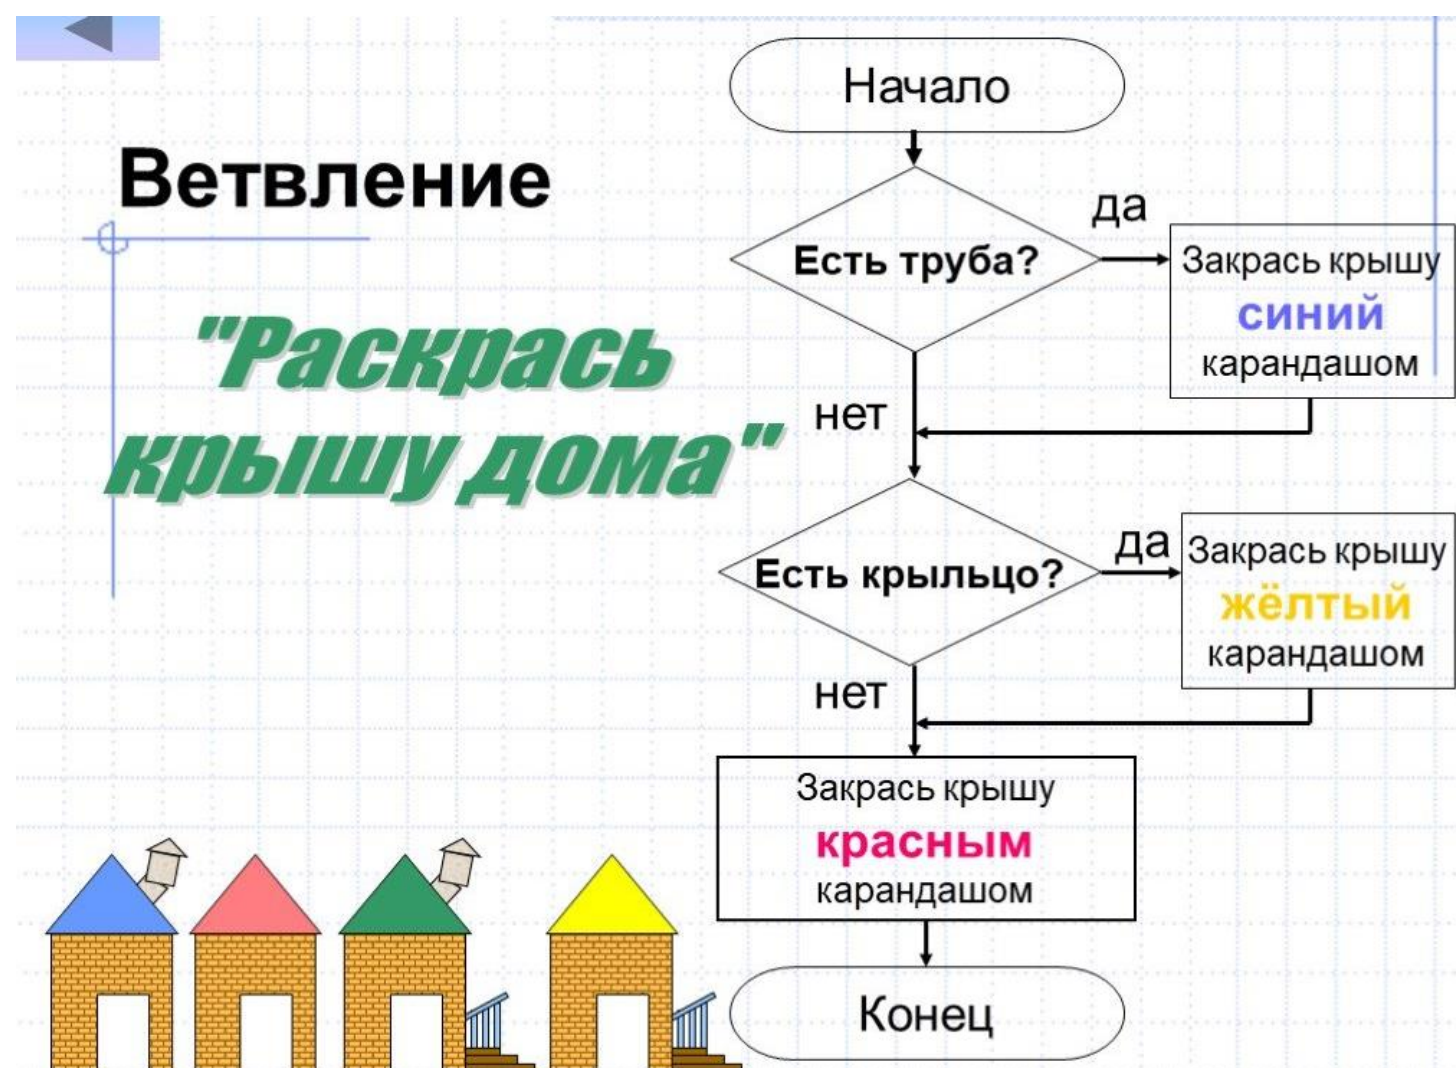 Ветвление
"Раскрась
крышу дома"
Начало
Есть труба?
да
Закрась крышу
синий
карандашом
нет
Есть крыльцо?
да
Закрась крышу
жёлтый
карандашом
нет
Закрась крышу
красным
карандашом
Конец